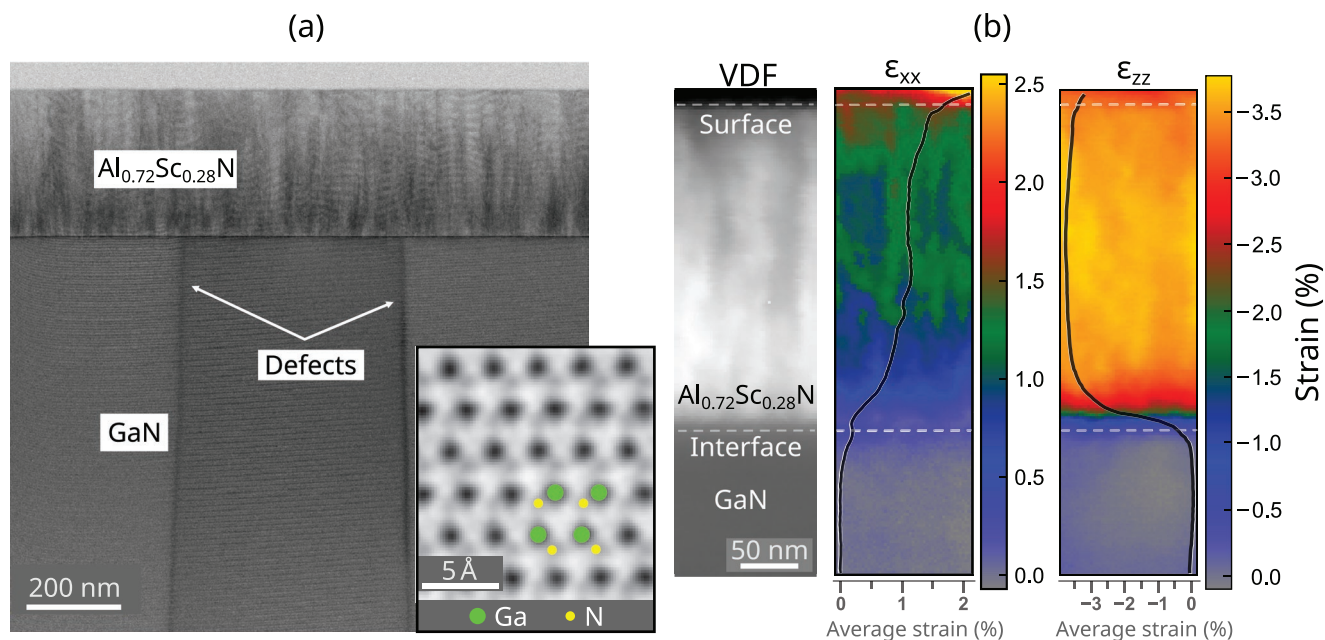 (a)
Al0.72Sc0.28N
Defects
GaN
200 nm
5 Å
Ga
N
(b)
VDF
Surface
Al0.72Sc0.28N
Interface
GaN
50 nm
εxx
2.5
2.0
1.5
1.0
0.5
0.0
0 1 2
Average strain (%)
εzz
−3.5
−3.0
−2.5
−2.0
−1.5
−1.0
−0.5
0.0
Strain (%)
−3 −2 −1 0
Average strain (%)